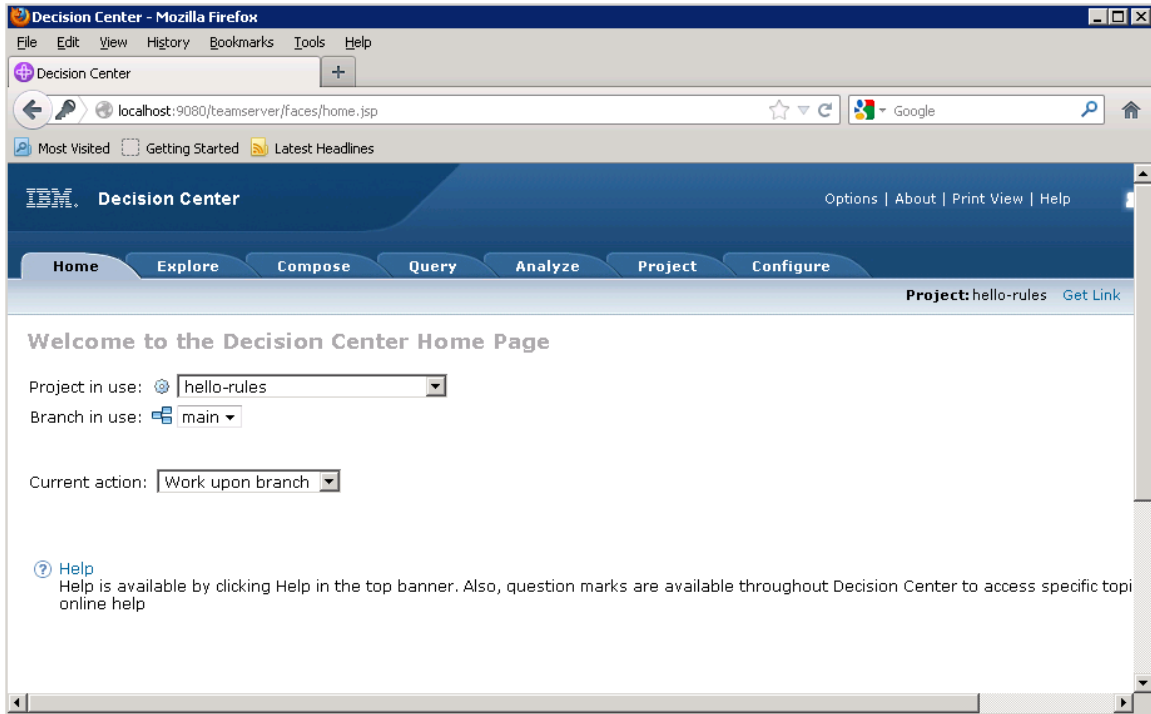 Decision Center - Mozilla Firefox
File Edit View History Bookmarks Tools Help
Decision Center
localhost:9080/teamserver/faces/home.jsp Google
Most Visited Getting Started Latest Headlines
IBM. Decision Center Options | About | Print View | Help
Home Explore Compose Query Analyze Project Configure
Project: hello-rules Get Link
Welcome to the Decision Center Home Page
Project in use: hello-rules
Branch in use: main
Current action: Work upon branch
? Help
Help is available by clicking Help in the top banner. Also, question marks are available throughout Decision Center to access specific topi
online help